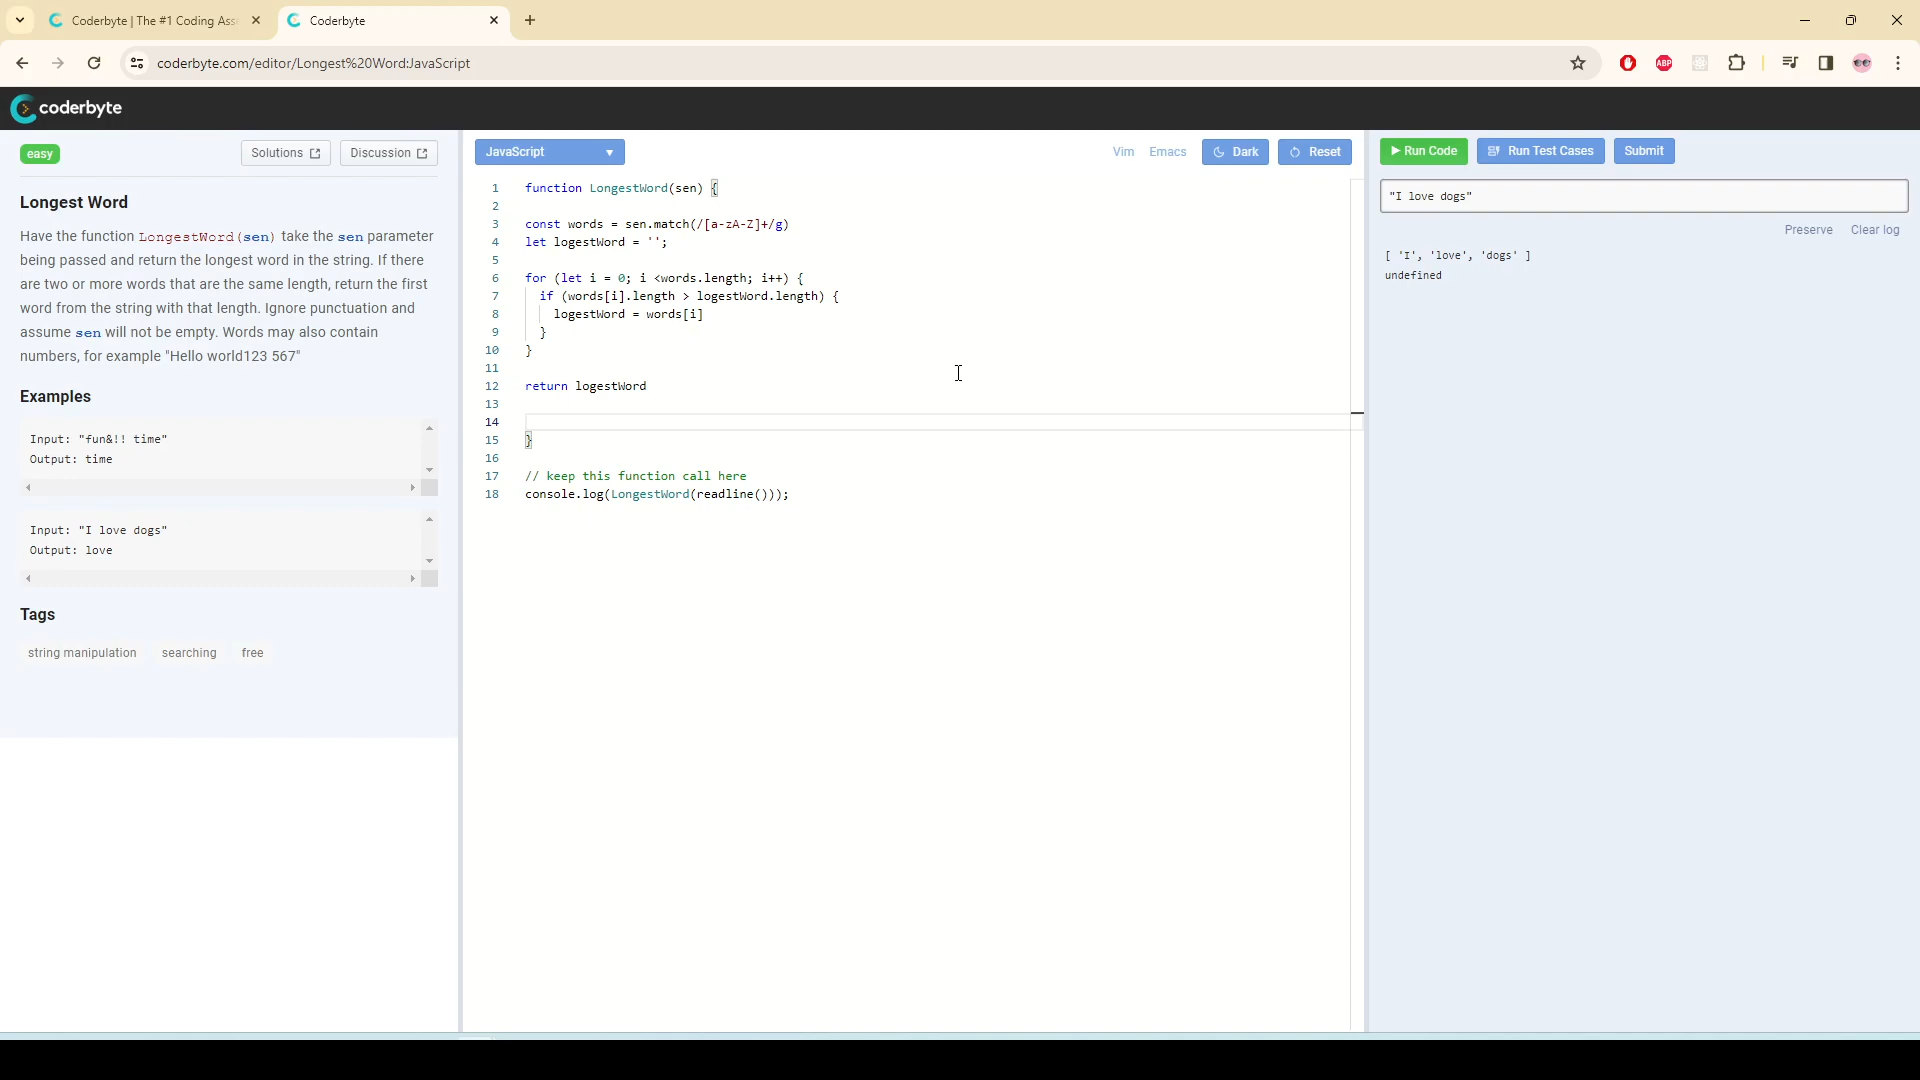 Coderbyte | The #1 Coding Ass
Coderbyte
coderbyte.com/editor/Longest%20Word:JavaScript
ABP
coderbyte
easy
Solutions
Discussion
Longest Word
Have the function LongestWord(sen) take the sen parameter
being passed and return the longest word in the string. If there
are two or more words that are the same length, return the first
word from the string with that length. Ignore punctuation and
assume sen will not be empty. Words may also contain
numbers, for example "Hello world123 567"
Examples
Input: "fun&!! time"
Output: time
Input: "I love dogs"
Output: love
Tags
string manipulation searching free
JavaScript
Vim Emacs Dark Reset
1 function LongestWord(sen) {
2
3 const words = sen.match(/[a-zA-Z]+/g)
4 let logestWord = '';
5
6 for (let i = 0; i <words.length; i++) {
7 if (words[i].length > logestWord.length) {
8 logestWord = words[i]
9 }
10 }
11
12 return logestWord
13
14
15 }
16
17 // keep this function call here
18 console.log(LongestWord(readline()));
Run Code Run Test Cases Submit
"I love dogs"
Preserve Clear log
[ 'I', 'love', 'dogs' ]
undefined